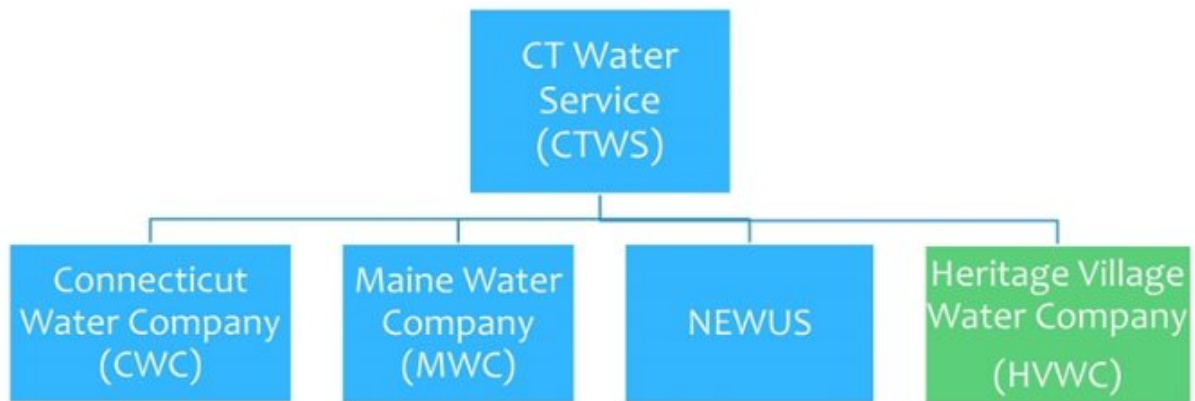 CT Water
Service
(CTWS)
Connecticut
Water Company
(CWC)
Maine Water
Company
(MWC)
NEWUS
Heritage Village
Water Company
(HVWC)